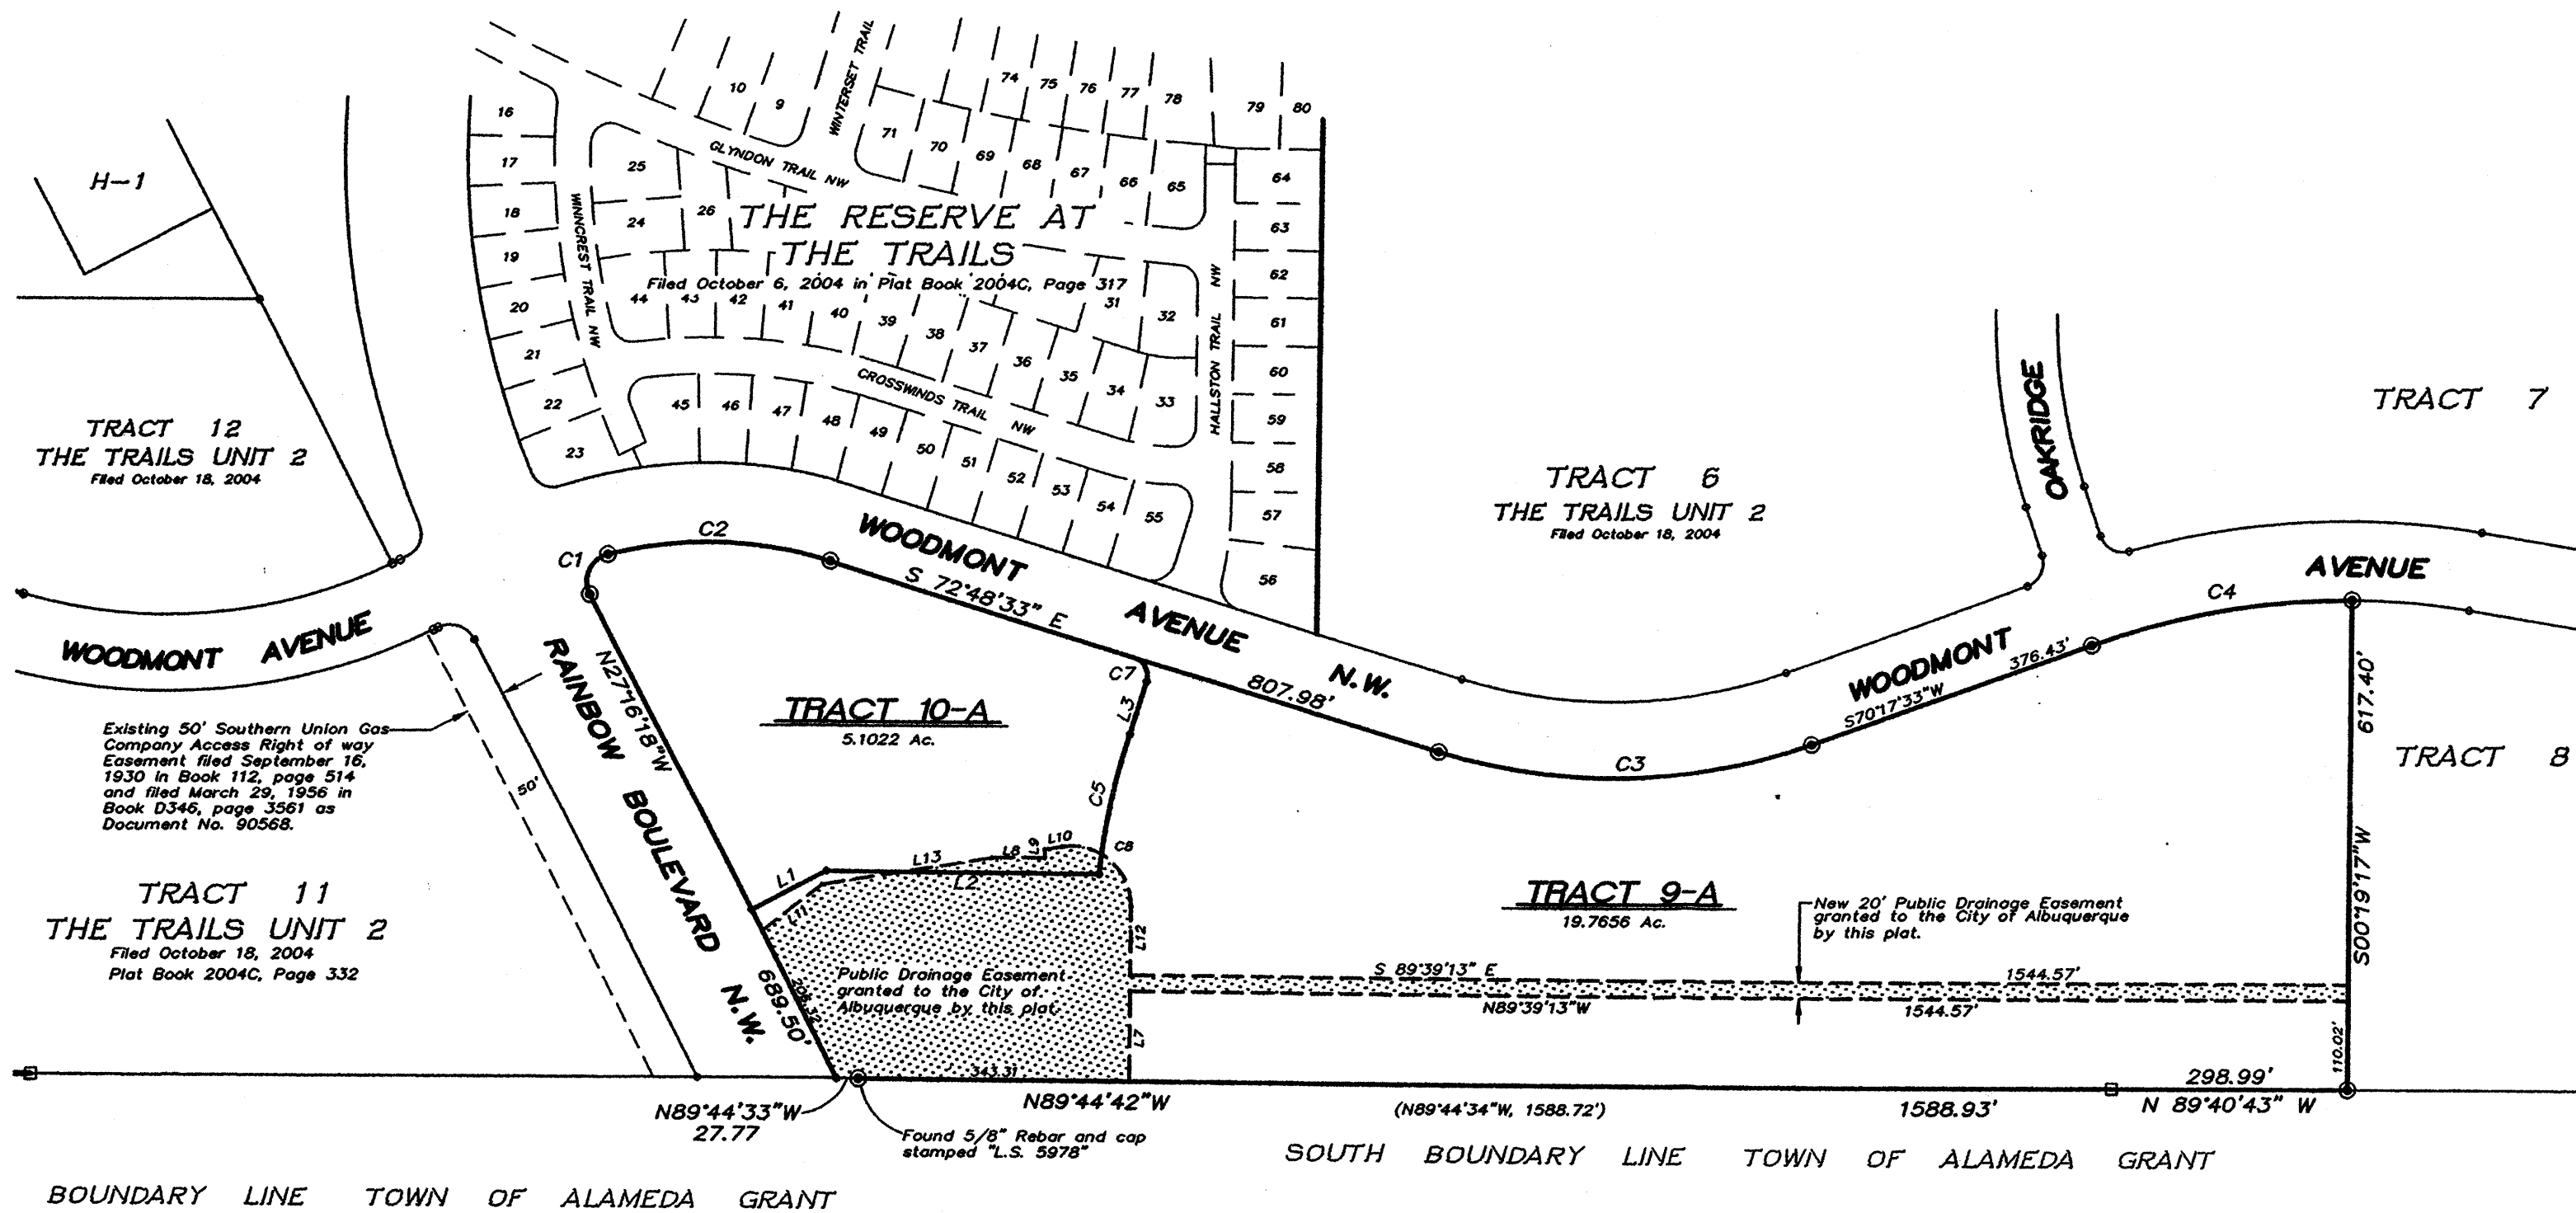 WINTERSET TRAIL
10
9
74
75
76
77
78
79
80
16
71
70
69
68
67
66
65
64
H-1
17
25
GLYNDON TRAIL NW
18
24
26
WINNCREST TRAIL NW
THE RESERVE AT
THE TRAILS
Filed October 6, 2004 in Plat Book 2004C, Page 317
63
19
62
20
44
43
42
41
40
39
38
37
36
35
34
33
31
32
HALLSTON TRAIL NW
61
21
60
22
CROSSWINDS TRAIL NW
59
45
46
47
48
49
50
51
52
53
54
55
23
58
57
56
TRACT 12
THE TRAILS UNIT 2
Filed October 18, 2004
TRACT 6
THE TRAILS UNIT 2
Filed October 18, 2004
OAKRIDGE
TRACT 7
C1
C2
WOODMONT
AVENUE
N.W.
S 72°48'33" E
807.98'
C3
WOODMONT
AVENUE
376.43'
S70°17'33"W
C4
617.40'
S00°19'17"W
110.02'
TRACT 8
WOODMONT AVENUE
RAINBOW BOULEVARD N.W.
N27°16'18"W
689.50'
TRACT 10-A
5.1022 Ac.
C7
L3
C5
Existing 50' Southern Union Gas
Company Access Right of way
Easement filed September 16,
1930 in Book 112, page 514
and filed March 29, 1956 in
Book D346, page 3561 as
Document No. 90568.
50'
L1
L11
L13
L8
L9
L10
C8
L2
L12
L7
TRACT 11
THE TRAILS UNIT 2
Filed October 18, 2004
Plat Book 2004C, Page 332
TRACT 9-A
19.7656 Ac.
New 20' Public Drainage Easement
granted to the City of Albuquerque
by this plat.
Public Drainage Easement
granted to the City of
Albuquerque by this plat
S 89°39'13" E
1544.57'
N89°39'13"W
1544.57'
343.31
N89°44'33"W
27.77
N89°44'42"W
(N89°44'34"W, 1588.72')
1588.93'
298.99'
N 89°40'43" W
Found 5/8" Rebar and cap
stamped "L.S. 5978"
SOUTH BOUNDARY LINE TOWN OF ALAMEDA GRANT
BOUNDARY LINE TOWN OF ALAMEDA GRANT